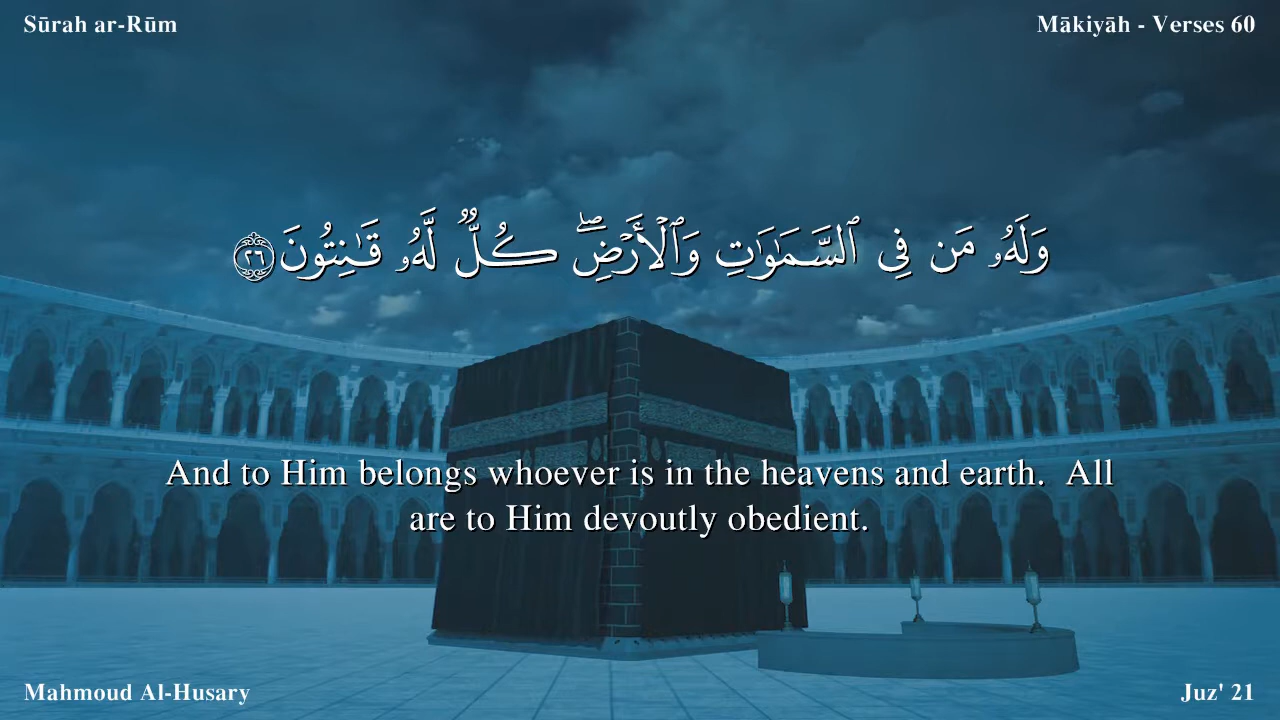 Sūrah ar-Rūm
Mākiyāh - Verses 60
وَلَهُۥ مَن فِى ٱلسَّمَـٰوَٰتِ وَٱلْأَرْضِ ۖ كُلٌّ لَّهُۥ قَـٰنِتُونَ ٢٦
And to Him belongs whoever is in the heavens and earth. All
are to Him devoutly obedient.
Mahmoud Al-Husary
Juz' 21